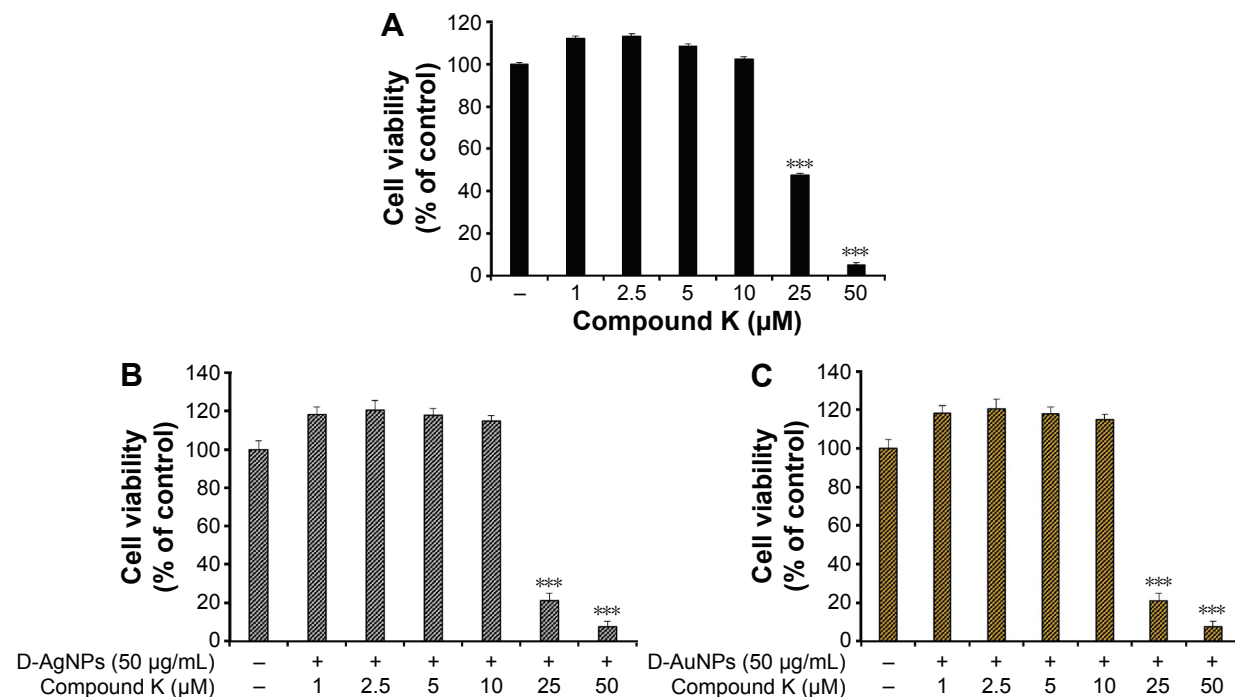 A
Cell viability
(% of control)
120
100
80
60
40
20
0
***
***
– 1 2.5 5 10 25 50
Compound K (µM)
B
Cell viability
(% of control)
140
120
100
80
60
40
20
0
***
***
D-AgNPs (50 µg/mL) – + + + + + +
Compound K (µM) – 1 2.5 5 10 25 50
C
Cell viability
(% of control)
140
120
100
80
60
40
20
0
***
***
D-AuNPs (50 µg/mL) – + + + + + +
Compound K (µM) – 1 2.5 5 10 25 50